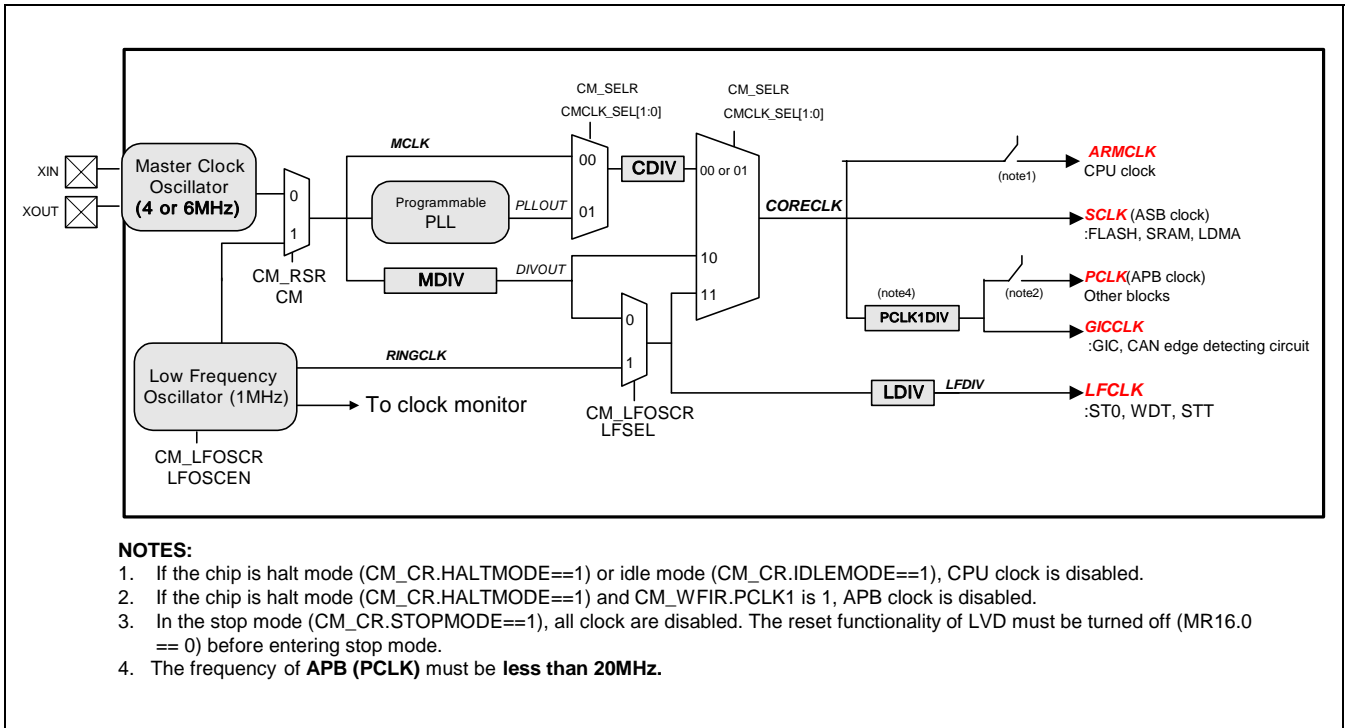 CM_SELR
CMCLK_SEL[1:0]
CM_SELR
CMCLK_SEL[1:0]
XIN
XOUT
Master Clock
Oscillator
(4 or 6MHz)
0
1
CM_RSR
CM
MCLK
Programmable
PLL
PLLOUT
00
01
CDIV
00 or 01
10
11
MDIV
DIVOUT
0
1
CM_LFOSCR
LFSEL
RINGCLK
Low Frequency
Oscillator (1MHz)
To clock monitor
CM_LFOSCR
LFOSCEN
CORECLK
(note1)
ARMCLK
CPU clock
SCLK (ASB clock)
:FLASH, SRAM, LDMA
(note4)
PCLK1DIV
(note2)
PCLK(APB clock)
Other blocks
GICCLK
:GIC, CAN edge detecting circuit
LDIV
LFDIV
LFCLK
:ST0, WDT, STT
NOTES:
1. If the chip is halt mode (CM_CR.HALTMODE==1) or idle mode (CM_CR.IDLEMODE==1), CPU clock is disabled.
2. If the chip is halt mode (CM_CR.HALTMODE==1) and CM_WFIR.PCLK1 is 1, APB clock is disabled.
3. In the stop mode (CM_CR.STOPMODE==1), all clock are disabled. The reset functionality of LVD must be turned off (MR16.0
== 0) before entering stop mode.
4. The frequency of APB (PCLK) must be less than 20MHz.